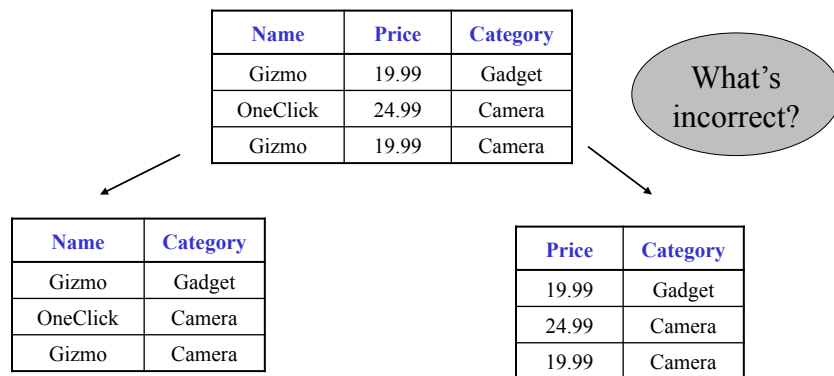 Name Price Category
Gizmo 19.99 Gadget
OneClick 24.99 Camera
Gizmo 19.99 Camera
What's
incorrect?
Name Category
Gizmo Gadget
OneClick Camera
Gizmo Camera
Price Category
19.99 Gadget
24.99 Camera
19.99 Camera